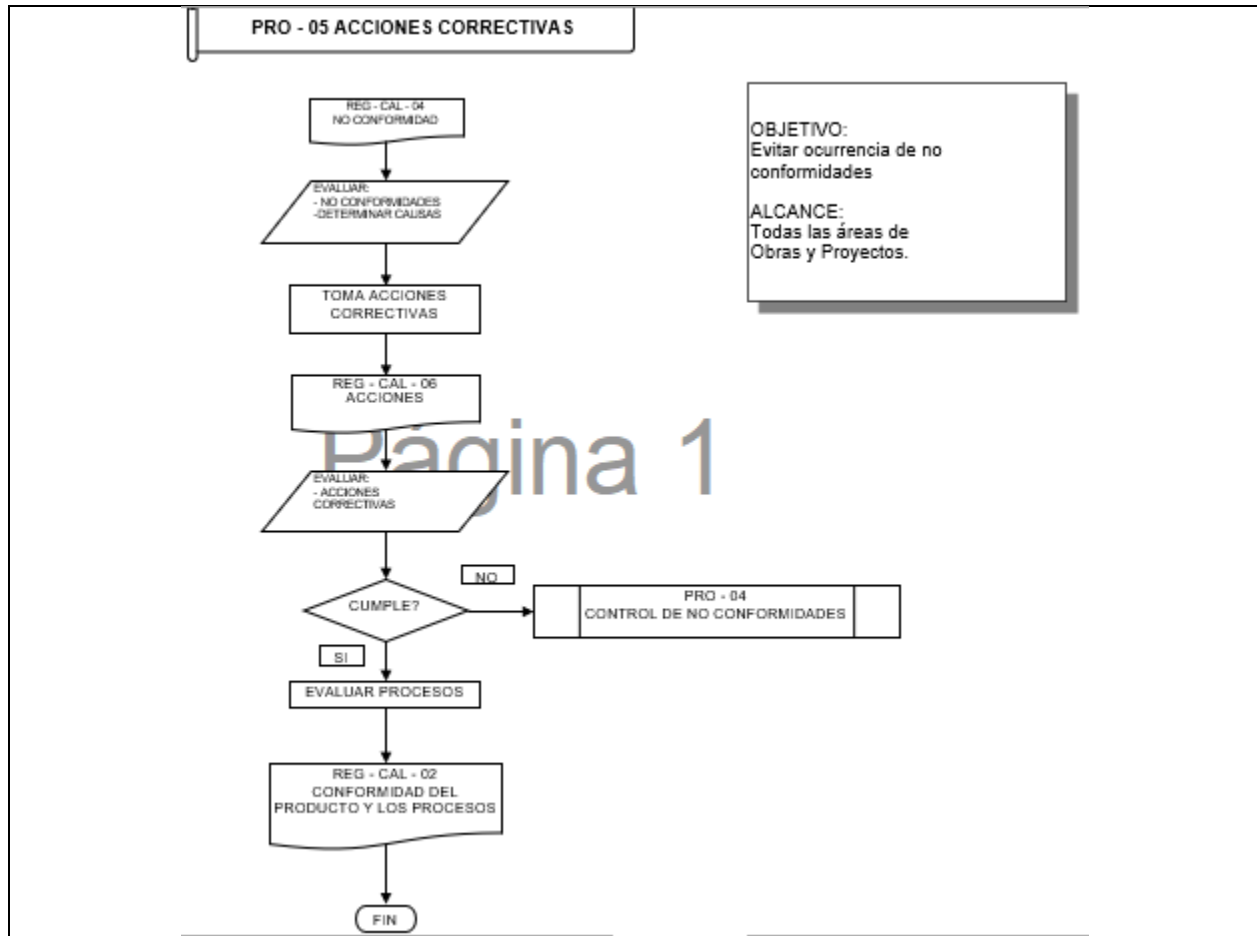 PRO - 05 ACCIONES CORRECTIVAS
REG - CAL - 04
NO CONFORMIDAD
OBJETIVO:
Evitar ocurrencia de no
conformidades
ALCANCE:
Todas las áreas de
Obras y Proyectos.
EVALUAR:
- NO CONFORMIDADES
-DETERMINAR CAUSAS
TOMA ACCIONES
CORRECTIVAS
REG - CAL - 06
ACCIONES
Página 1
EVALUAR:
- ACCIONES
CORRECTIVAS
CUMPLE?
NO
PRO - 04
CONTROL DE NO CONFORMIDADES
SI
EVALUAR PROCESOS
REG - CAL - 02
CONFORMIDAD DEL
PRODUCTO Y LOS PROCESOS
FIN